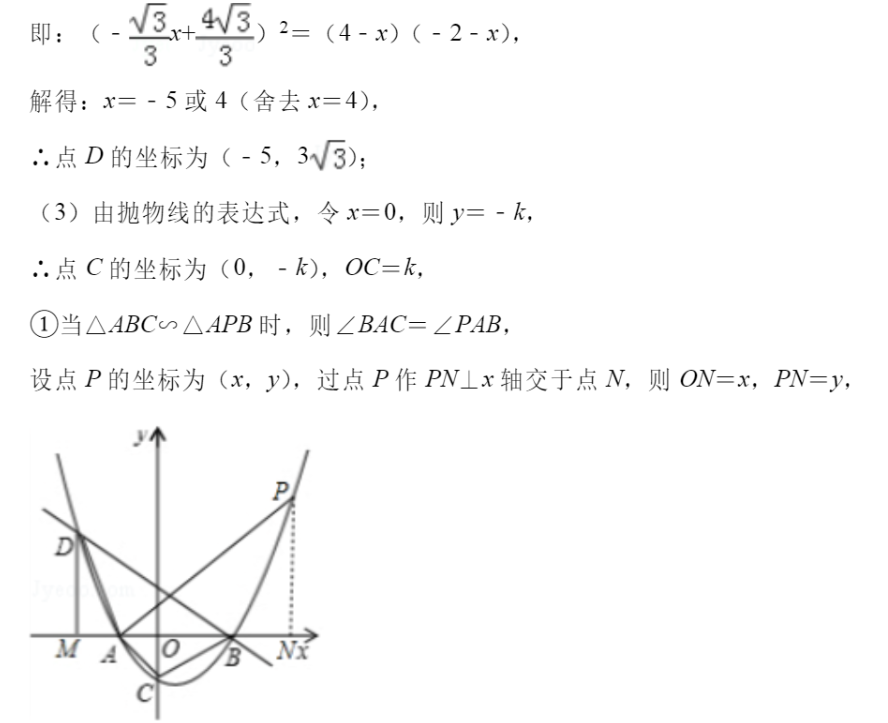 即：（﹣√3/3x+4√3/3）²＝（4﹣x）（﹣2﹣x），
解得：x＝﹣5或4（舍去x＝4），
∴点D的坐标为（﹣5，3√3）；
（3）由抛物线的表达式，令x＝0，则y＝﹣k，
∴点C的坐标为（0，﹣k），OC＝k，
①当△ABC∽△APB时，则∠BAC＝∠PAB，
设点P的坐标为（x，y），过点P作PN⊥x轴交于点N，则ON＝x，PN＝y，
y
P
D
M A O B N x
C